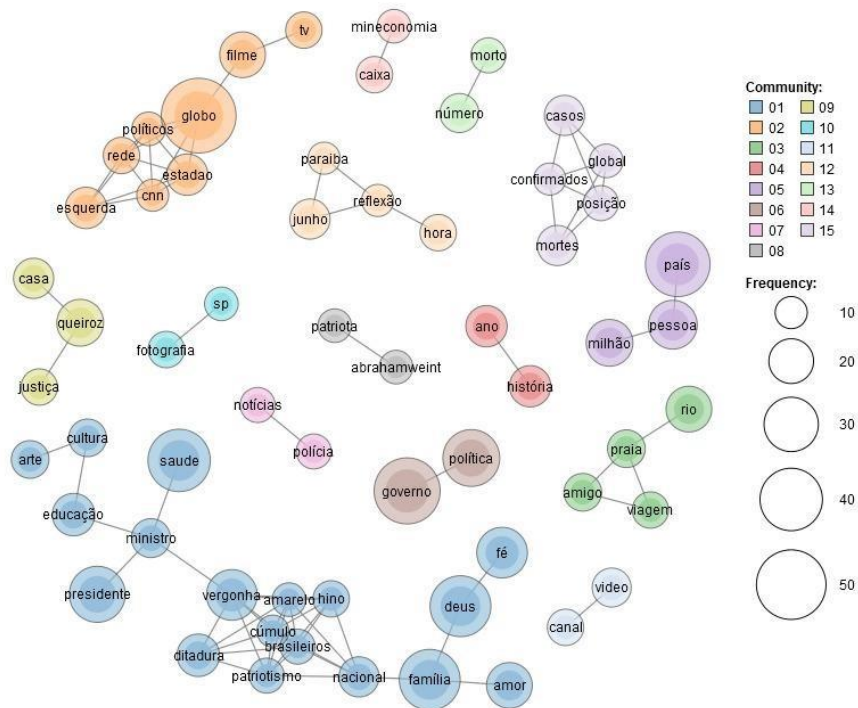 tv
mineconomia
filme
morto
caixa
globo
número
casos
políticos
rede
paraiba
global
estadao
confirmados
cnn
reflexão
posição
esquerda
junho
hora
mortes
país
casa
sp
queiroz
patriota
ano
pessoa
fotografia
milhão
abrahamweint
justiça
história
notícias
rio
cultura
arte
saude
polícia
política
praia
governo
amigo
viagem
educação
ministro
fé
presidente
vergonha
amarelo
hino
deus
video
canal
cúmulo
brasileiros
ditadura
patriotismo
nacional
família
amor
Community:
01 09
02 10
03 11
04 12
05 13
06 14
07 15
08
Frequency:
10
20
30
40
50